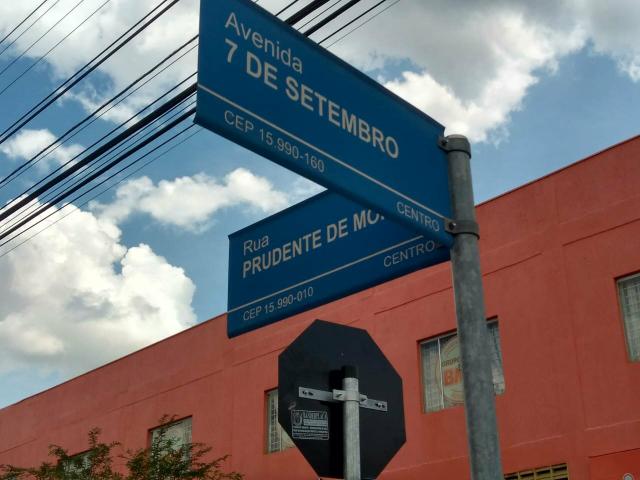 Avenida
7 DE SETEMBRO
CEP 15.990-160
CENTRO
Rua
PRUDENTE DE MO
CENTRO
CEP 15.990-010